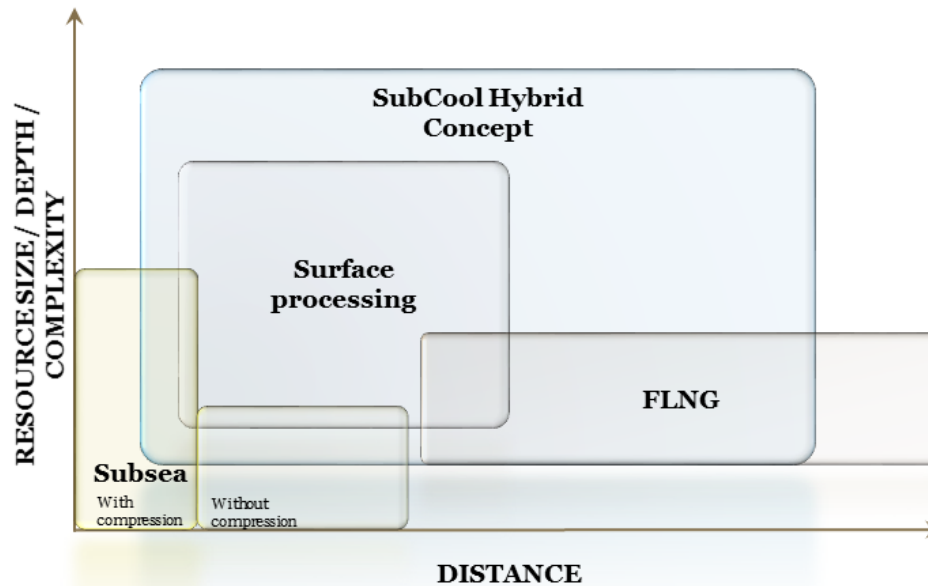 SubCool Hybrid
Concept
RESOURCE SIZE / DEPTH /
COMPLEXITY
Surface
processing
FLNG
Subsea
With
compression
Without
compression
DISTANCE